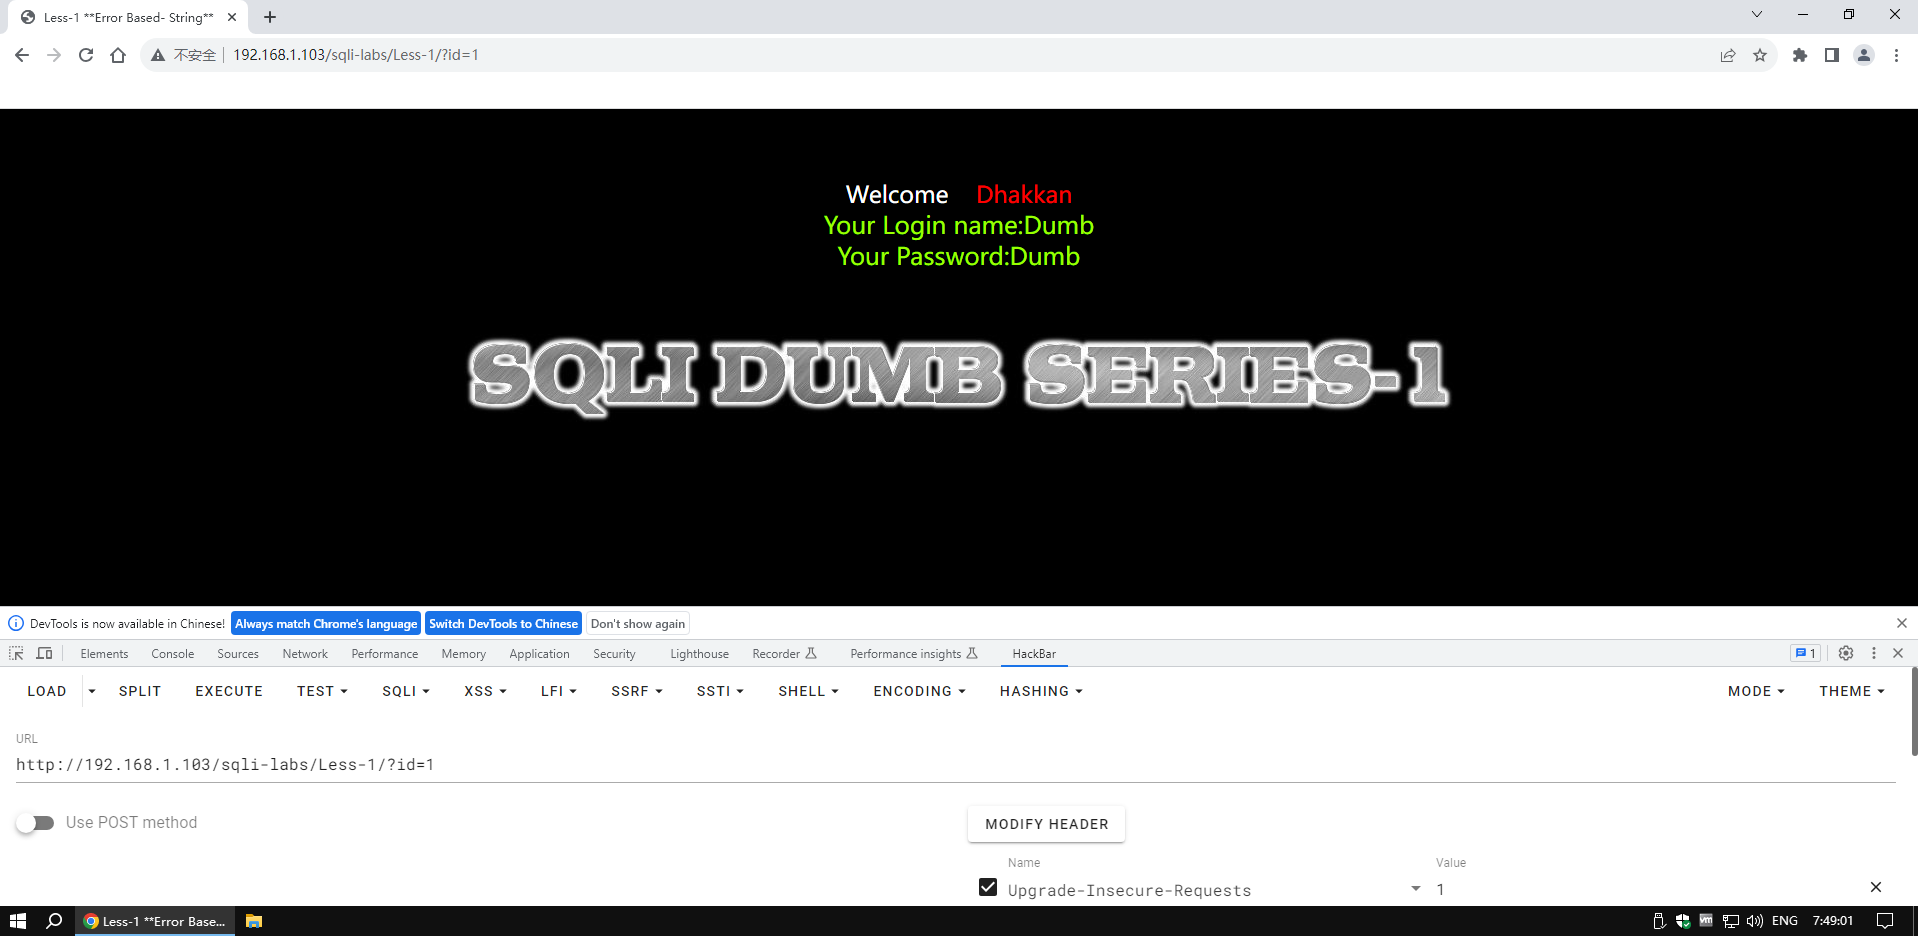 Less-1 **Error Based- String**
不安全 192.168.1.103/sqli-labs/Less-1/?id=1
Welcome Dhakkan
Your Login name:Dumb
Your Password:Dumb
SQLI DUMB SERIES-1
DevTools is now available in Chinese! Always match Chrome's language Switch DevTools to Chinese Don't show again
Elements Console Sources Network Performance Memory Application Security Lighthouse Recorder Performance insights HackBar 1
LOAD SPLIT EXECUTE TEST SQLI XSS LFI SSRF SSTI SHELL ENCODING HASHING MODE THEME
URL
http://192.168.1.103/sqli-labs/Less-1/?id=1
Use POST method
MODIFY HEADER
Name Value
Upgrade-Insecure-Requests 1
Less-1 **Error Base... vm ENG 7:49:01